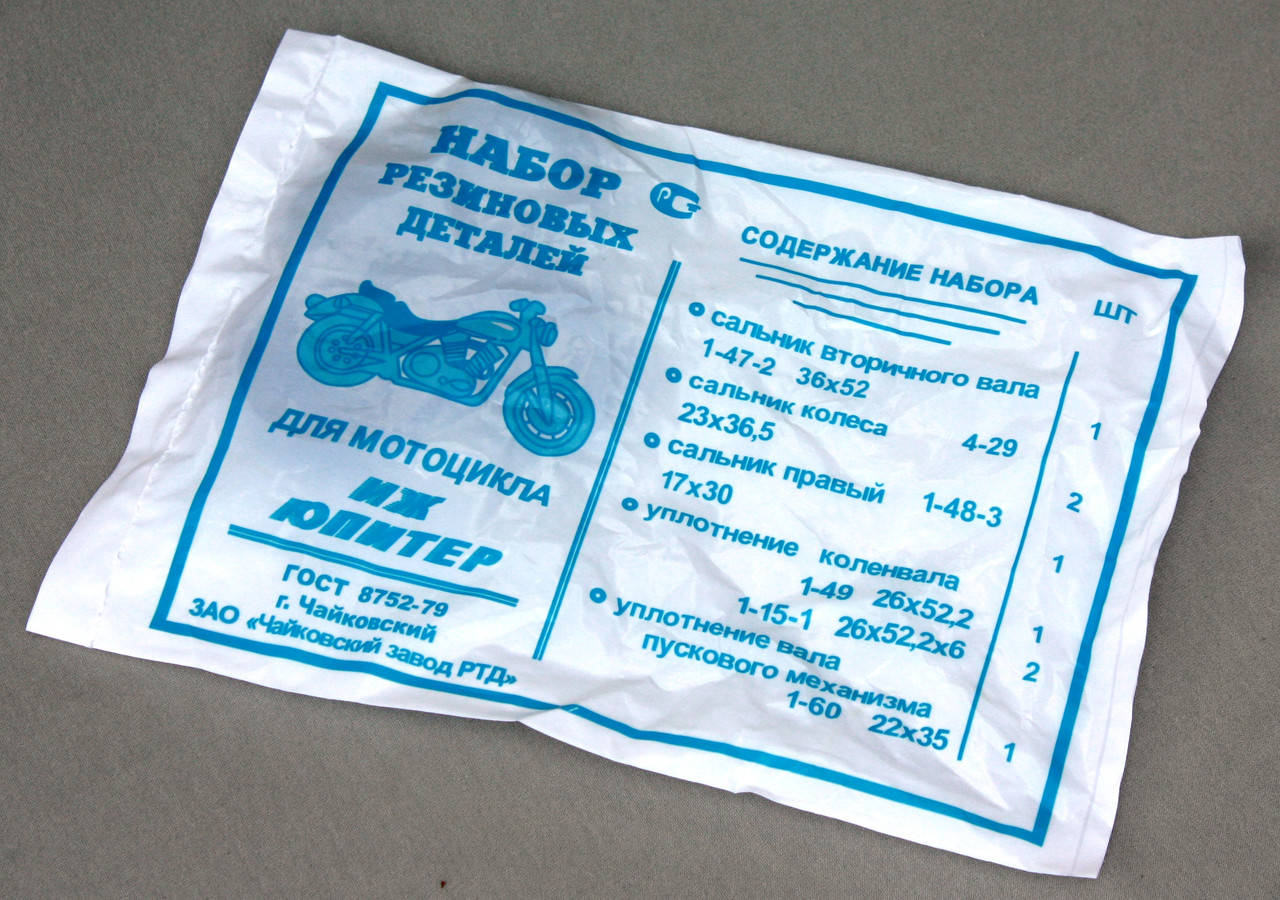 НАБОР
РЕЗИНОВЫХ
ДЕТАЛЕЙ
ДЛЯ МОТОЦИКЛА
ИЖ
ЮПИТЕР
ГОСТ 8752-79
г. Чайковский
ЗАО «Чайковский завод РТД»
СОДЕРЖАНИЕ НАБОРА ШТ
сальник вторичного вала
1-47-2 36х52 1
сальник колеса 4-29
23х36,5 2
сальник правый 1-48-3
17х30 1
уплотнение коленвала
1-49 26х52,2 1
1-15-1 26х52,2х6 2
уплотнение вала
пускового механизма
1-60 22х35 1